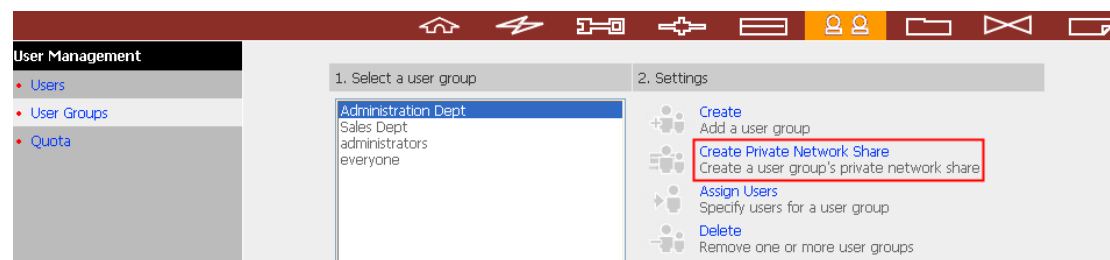 User Management
Users
User Groups
Quota
1. Select a user group
Administration Dept
Sales Dept
administrators
everyone
2. Settings
Create
Add a user group
Create Private Network Share
Create a user group's private network share
Assign Users
Specify users for a user group
Delete
Remove one or more user groups